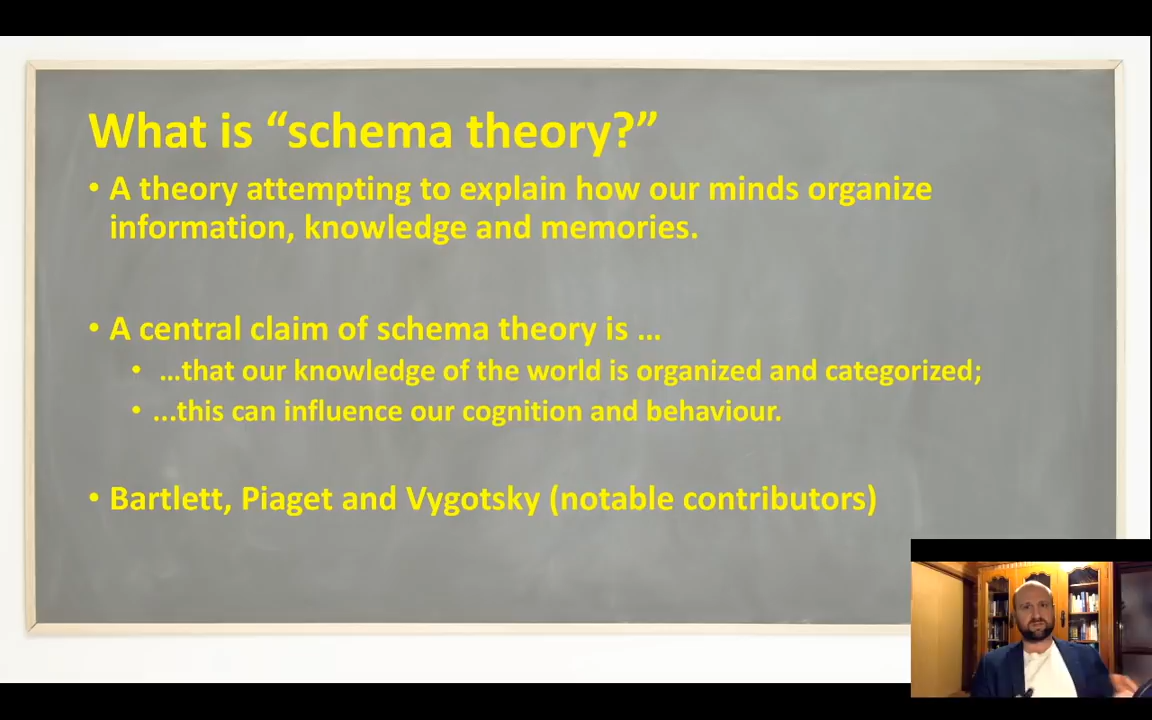 What is “schema theory?”
• A theory attempting to explain how our minds organize
information, knowledge and memories.
• A central claim of schema theory is …
• …that our knowledge of the world is organized and categorized;
• ...this can influence our cognition and behaviour.
• Bartlett, Piaget and Vygotsky (notable contributors)